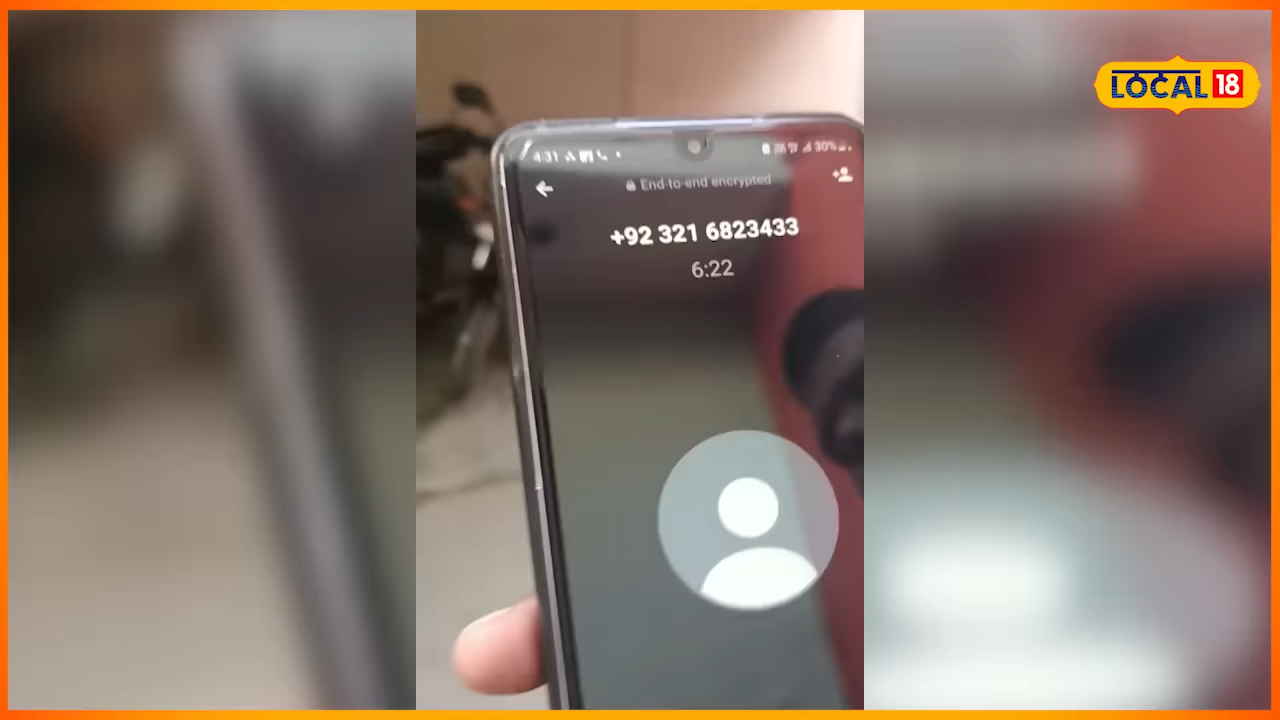 LOCAL 18
4:31 30%
End-to-end encrypted
+92 321 6823433
6:22